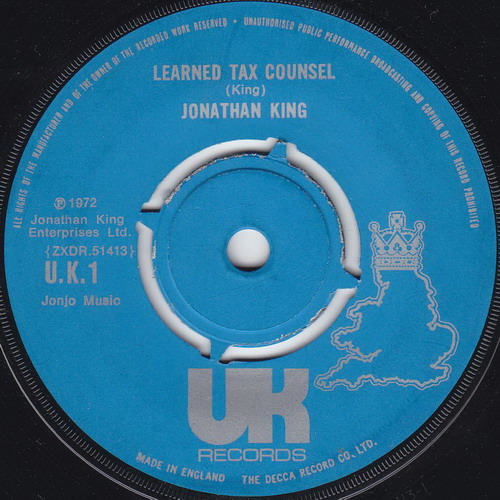 ALL RIGHTS OF THE MANUFACTURER AND OF THE OWNER OF THE RECORDED WORK RESERVED • UNAUTHORISED PUBLIC PERFORMANCE BROADCASTING AND COPYING OF THIS RECORD PROHIBITED
LEARNED TAX COUNSEL
(King)
JONATHAN KING
℗ 1972
Jonathan King
Enterprises Ltd.
{ZXDR.51413}
U.K.1
Jonjo Music
UK
RECORDS
MADE IN ENGLAND THE DECCA RECORD CO. LTD.